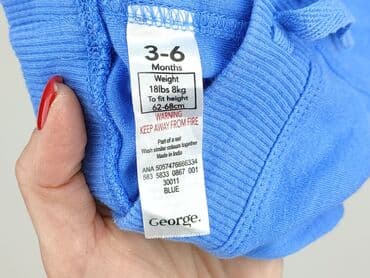 3-6
Months
Weight
18lbs 8kg
To fit height
62-68cm
WARNING
KEEP AWAY FROM FIRE
Part of a set
Wash similar colours together
Made in India
ANA 5057476666334
583 5833 0867 001
30011
BLUE
George.